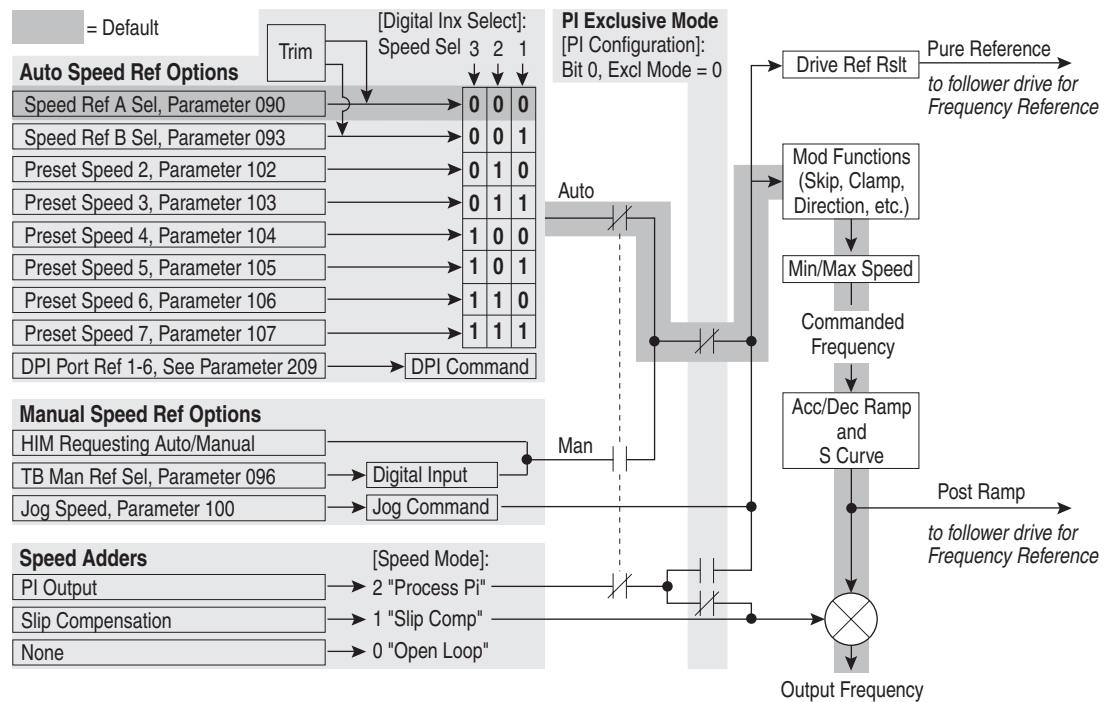 = Default
[Digital Inx Select]:
Speed Sel 3 2 1
Trim
PI Exclusive Mode
[PI Configuration]:
Bit 0, Excl Mode = 0
Auto Speed Ref Options
Speed Ref A Sel, Parameter 090 0 0 0
Speed Ref B Sel, Parameter 093 0 0 1
Preset Speed 2, Parameter 102 0 1 0
Preset Speed 3, Parameter 103 0 1 1
Preset Speed 4, Parameter 104 1 0 0
Preset Speed 5, Parameter 105 1 0 1
Preset Speed 6, Parameter 106 1 1 0
Preset Speed 7, Parameter 107 1 1 1
DPI Port Ref 1-6, See Parameter 209 DPI Command
Auto
Manual Speed Ref Options
HIM Requesting Auto/Manual
TB Man Ref Sel, Parameter 096 Digital Input
Jog Speed, Parameter 100 Jog Command
Man
Speed Adders
[Speed Mode]:
PI Output 2 "Process Pi"
Slip Compensation 1 "Slip Comp"
None 0 "Open Loop"
Drive Ref Rslt
Pure Reference
to follower drive for
Frequency Reference
Mod Functions
(Skip, Clamp,
Direction, etc.)
Min/Max Speed
Commanded
Frequency
Acc/Dec Ramp
and
S Curve
Post Ramp
to follower drive for
Frequency Reference
Output Frequency